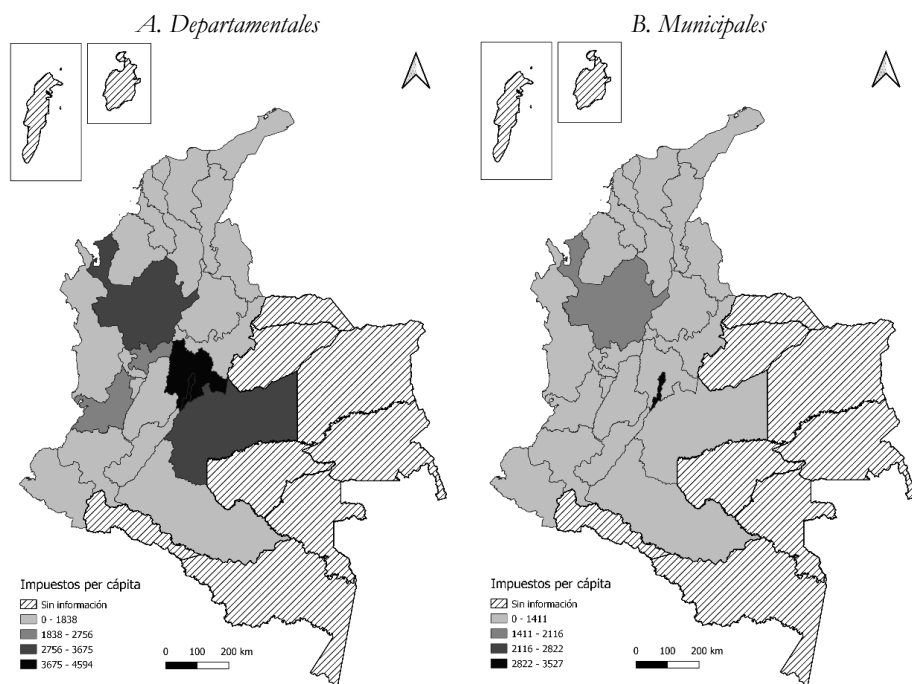 A. Departamentales
B. Municipales
Impuestos per cápita
Sin información
0 - 1838
1838 - 2756
2756 - 3675
3675 - 4594
0 100 200 km
Impuestos per cápita
Sin información
0 - 1411
1411 - 2116
2116 - 2822
2822 - 3527
0 100 200 km